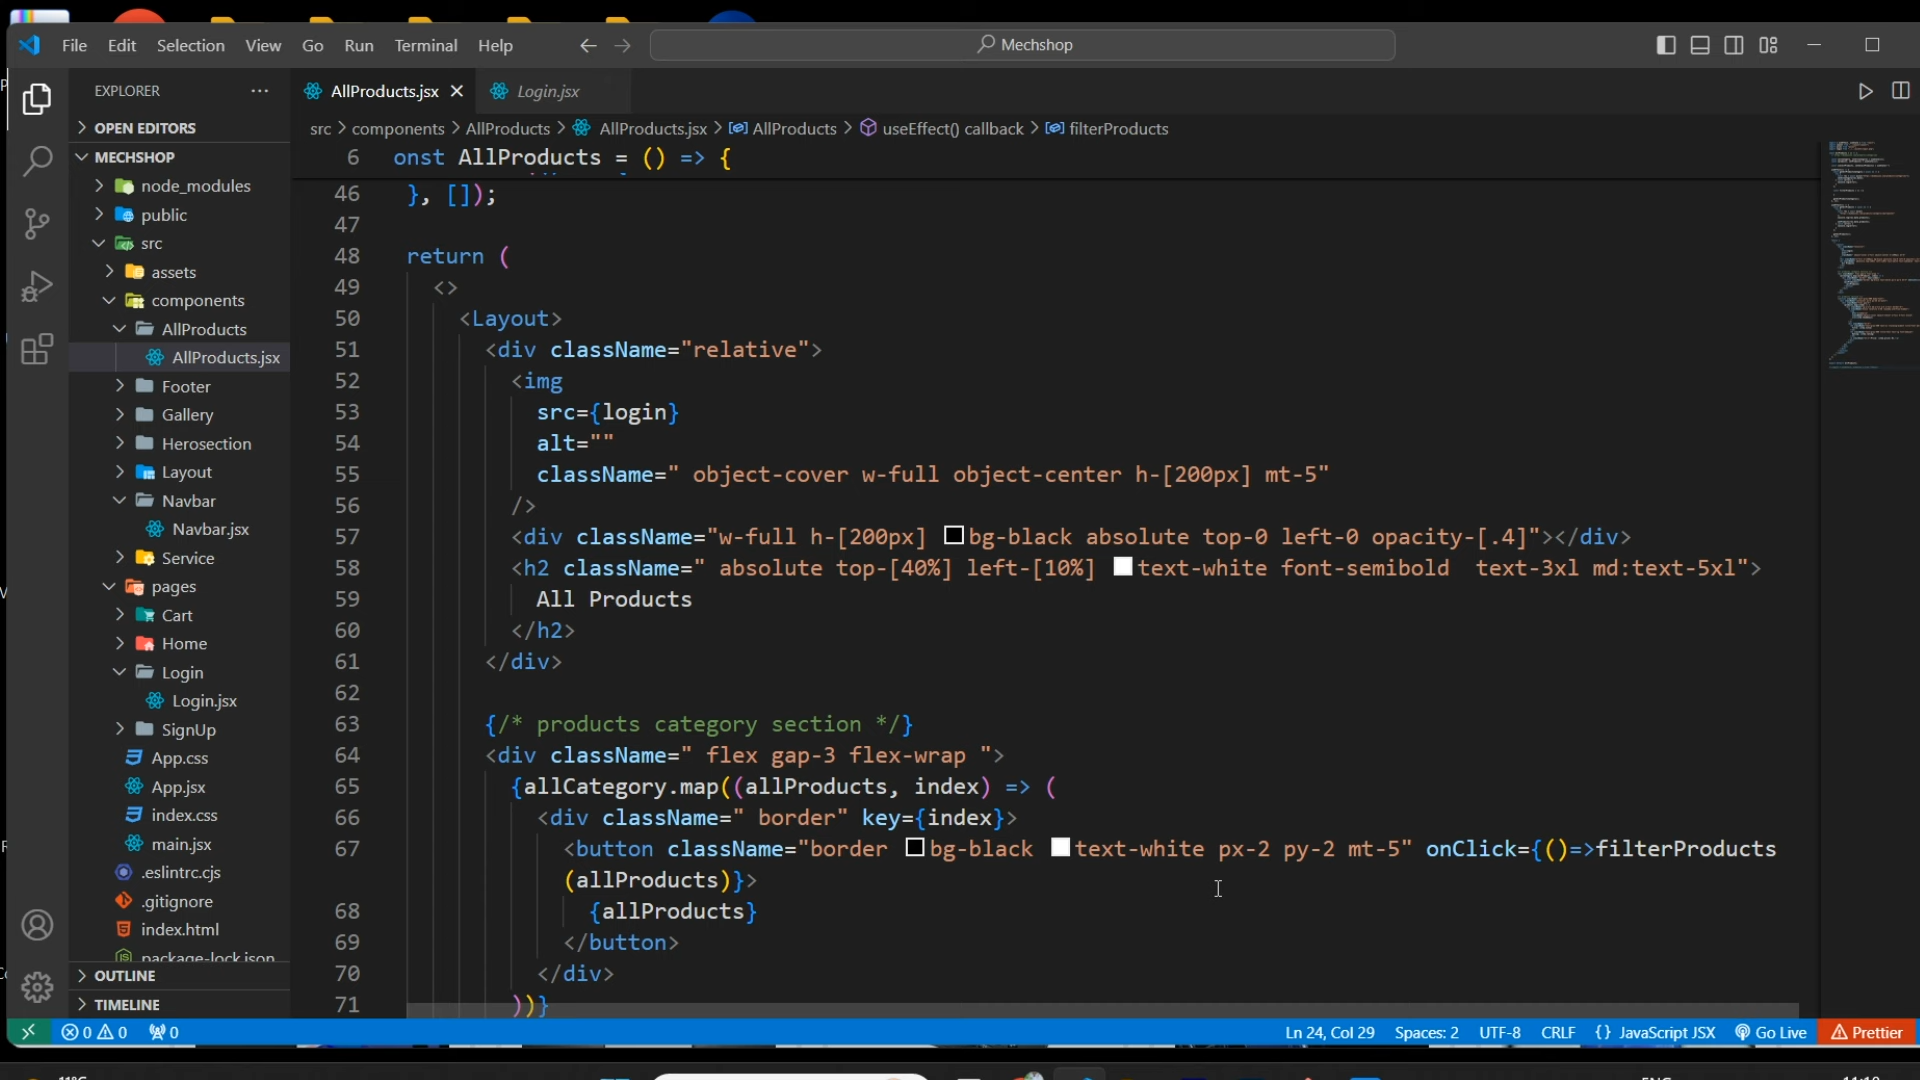 File Edit Selection View Go Run Terminal Help
Mechshop
EXPLORER
AllProducts.jsx
Login.jsx
OPEN EDITORS
src > components > AllProducts > AllProducts.jsx > AllProducts > useEffect() callback > filterProducts
MECHSHOP
node_modules
public
src
assets
components
AllProducts
AllProducts.jsx
Footer
Gallery
Herosection
Layout
Navbar
Navbar.jsx
Service
pages
Cart
Home
Login
Login.jsx
SignUp
App.css
App.jsx
index.css
main.jsx
.eslintrc.cjs
.gitignore
index.html
package-lock.json
OUTLINE
TIMELINE
6 onst AllProducts = () => {
46 }, []);
47
48 return (
49 <>
50 <Layout>
51 <div className="relative">
52 <img
53 src={login}
54 alt=""
55 className=" object-cover w-full object-center h-[200px] mt-5"
56 />
57 <div className="w-full h-[200px] bg-black absolute top-0 left-0 opacity-[.4]"></div>
58 <h2 className=" absolute top-[40%] left-[10%] text-white font-semibold  text-3xl md:text-5xl">
59 All Products
60 </h2>
61 </div>
62
63 {/* products category section */}
64 <div className=" flex gap-3 flex-wrap ">
65 {allCategory.map((allProducts, index) => (
66 <div className=" border" key={index}>
67 <button className="border bg-black text-white px-2 py-2 mt-5" onClick={()=>filterProducts
(allProducts)}>
68 {allProducts}
69 </button>
70 </div>
71 ))}
0 0 0
Ln 24, Col 29 Spaces: 2 UTF-8 CRLF {} JavaScript JSX Go Live Prettier